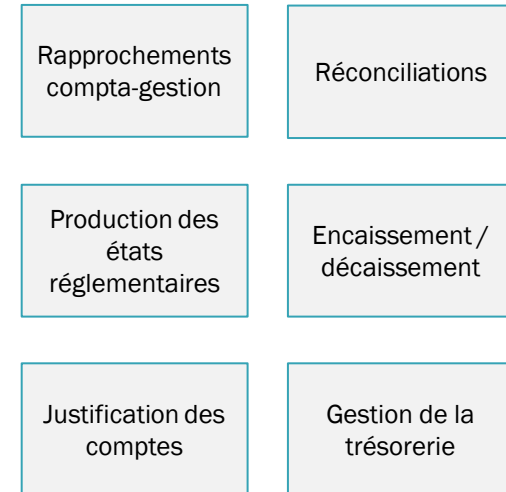 Rapprochements
compta-gestion
Réconciliations
Production des
états
réglementaires
Encaissement /
décaissement
Justification des
comptes
Gestion de la
trésorerie